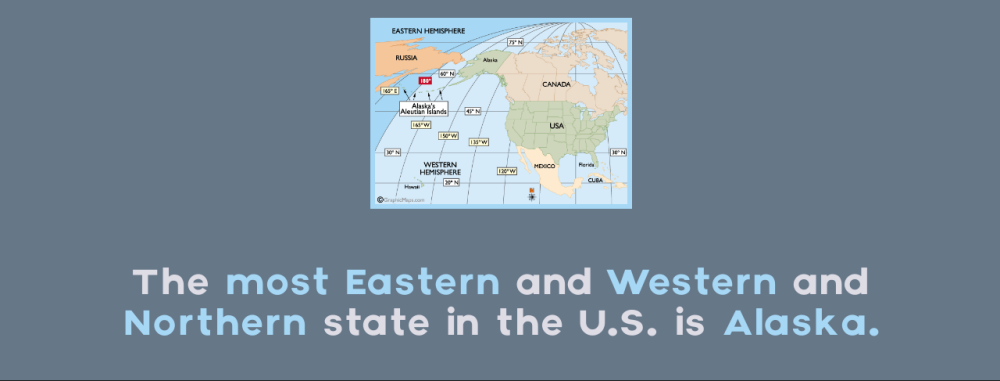 EASTERN HEMISPHERE
75° N
RUSSIA
Alaska
60° N
180°
165° E
CANADA
Alaska's
Aleutian Islands
45° N
165° W
USA
150° W
135° W
30° N
30° N
WESTERN
HEMISPHERE
MEXICO
Florida
120° W
CUBA
20° N
Hawaii
©GraphicMaps.com
The most Eastern and Western and
Northern state in the U.S. is Alaska.